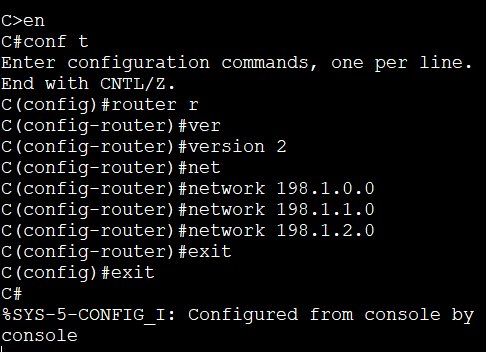 C>en
C#conf t
Enter configuration commands, one per line.
End with CNTL/Z.
C(config)#router r
C(config-router)#ver
C(config-router)#version 2
C(config-router)#net
C(config-router)#network 198.1.0.0
C(config-router)#network 198.1.1.0
C(config-router)#network 198.1.2.0
C(config-router)#exit
C(config)#exit
C#
%SYS-5-CONFIG_I: Configured from console by
console